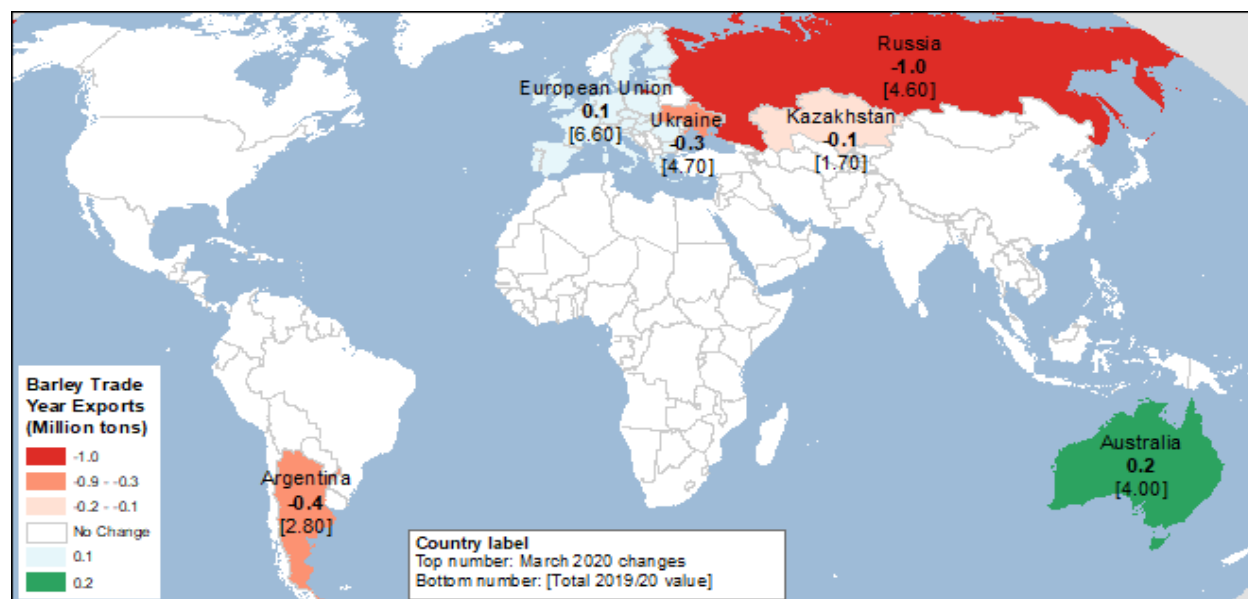 Russia
-1.0
[4.60]
European Union
0.1
[6.60]
Ukraine
-0.3
[4.70]
Kazakhstan
-0.1
[1.70]
Barley Trade
Year Exports
(Million tons)
-1.0
-0.9 - -0.3
-0.2 - -0.1
No Change
0.1
0.2
Argentina
-0.4
[2.80]
Australia
0.2
[4.00]
Country label
Top number: March 2020 changes
Bottom number: [Total 2019/20 value]